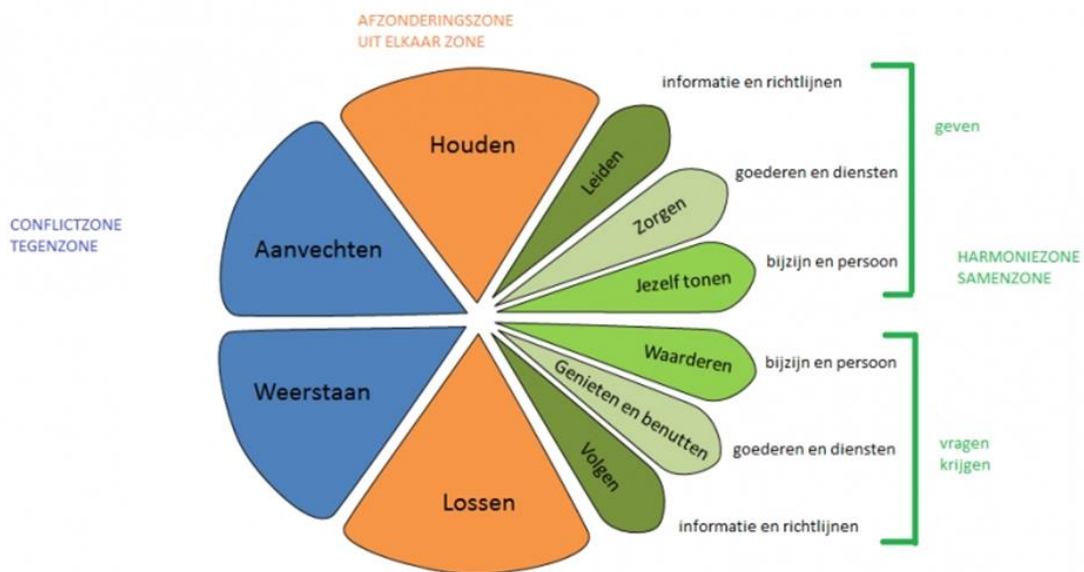 AFZONDERINGSZONE
UIT ELKAAR ZONE
informatie en richtlijnen
Houden
geven
Leiden
goederen en diensten
Zorgen
CONFLICTZONE
TEGENZONE
Aanvechten
bijzijn en persoon
HARMONIEZONE
SAMENZONE
Jezelf tonen
Waarderen
bijzijn en persoon
Weerstaan
Genieten en benutten
vragen
krijgen
goederen en diensten
Volgen
Lossen
informatie en richtlijnen